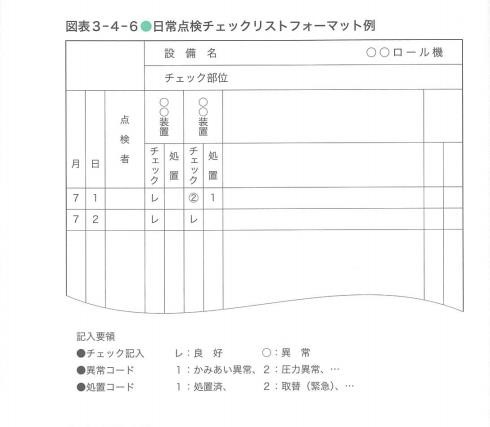 図表3-4-6●日常点検チェックリストフォーマット例
設備名 ○○ロール機
チェック部位
月 日 点検者 ○○装置 ○○装置
チェック 処置 チェック 処置
7 1 レ ② 1
7 2 レ レ
記入要領
●チェック記入 レ:良 好 ○:異 常
●異常コード 1:かみあい異常、2:圧力異常、…
●処置コード 1:処置済、 2:取替(緊急)、…